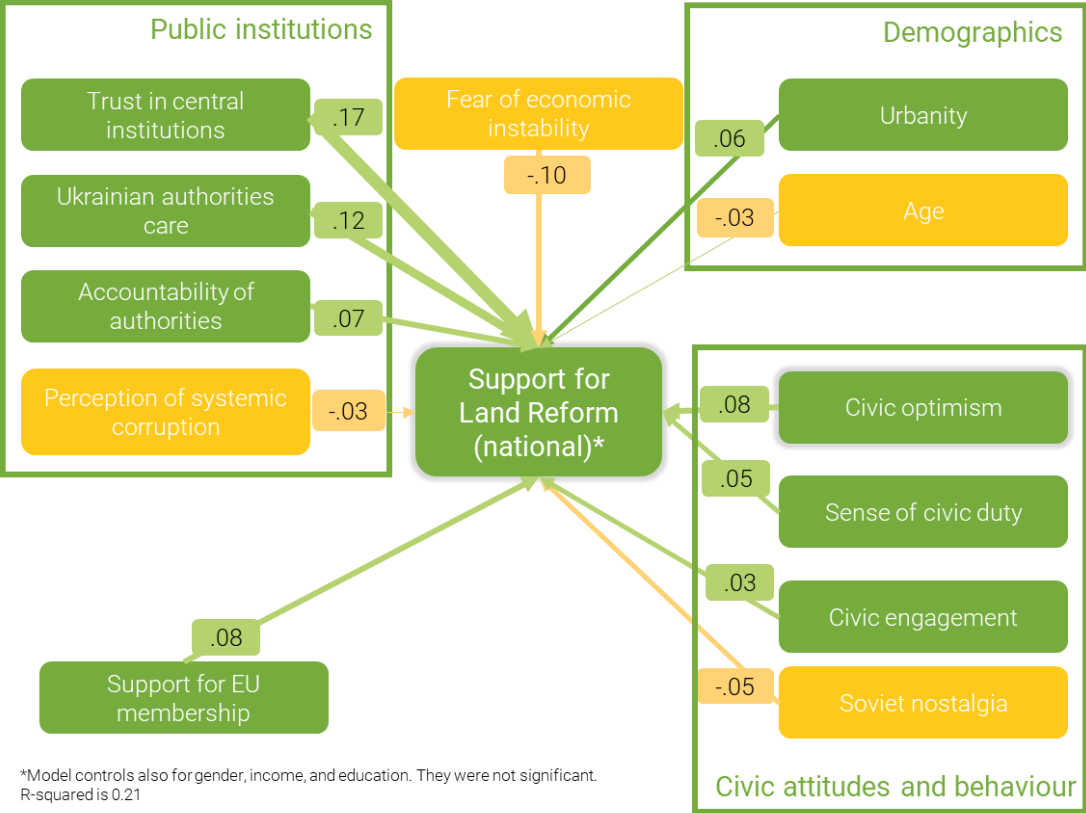 Public institutions
Trust in central
institutions
.17
Ukrainian authorities
care
.12
Accountability of
authorities
.07
Perception of systemic
corruption
-.03
Fear of economic
instability
-.10
Demographics
Urbanity
.06
Age
-.03
Support for
Land Reform
(national)*
Civic optimism
.08
Sense of civic duty
.05
Civic engagement
.03
Soviet nostalgia
-.05
Civic attitudes and behaviour
.08
Support for EU
membership
*Model controls also for gender, income, and education. They were not significant.
R-squared is 0.21